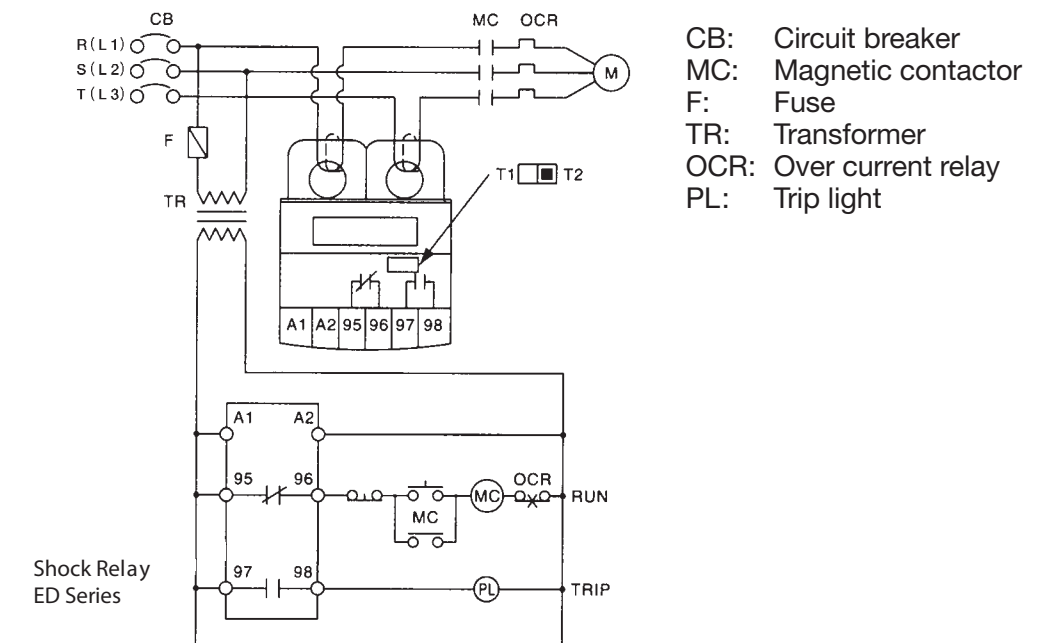 CB
MC OCR
R(L1)
S(L2)
T(L3)
M
F
TR
T1 T2
A1 A2 95 96 97 98
A1 A2
95 96
OCR
MC
RUN
MC
97 98
PL
TRIP
Shock Relay
ED Series
CB: Circuit breaker
MC: Magnetic contactor
F: Fuse
TR: Transformer
OCR: Over current relay
PL: Trip light